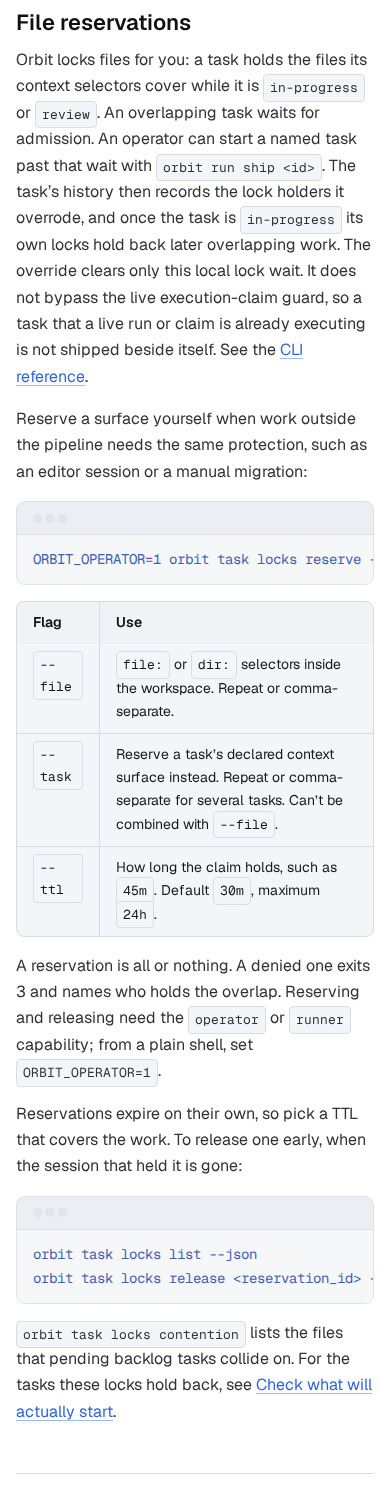 File reservations
Orbit locks files for you: a task holds the files its
context selectors cover while it is in-progress
or review. An overlapping task waits for
admission. An operator can start a named task
past that wait with orbit run ship <id>. The
task's history then records the lock holders it
overrode, and once the task is in-progress its
own locks hold back later overlapping work. The
override clears only this local lock wait. It does
not bypass the live execution-claim guard, so a
task that a live run or claim is already executing
is not shipped beside itself. See the CLI
reference.
Reserve a surface yourself when work outside
the pipeline needs the same protection, such as
an editor session or a manual migration:
ORBIT_OPERATOR=1 orbit task locks reserve -
Flag Use
--
file
file: or dir: selectors inside
the workspace. Repeat or comma-
separate.
--
task
Reserve a task's declared context
surface instead. Repeat or comma-
separate for several tasks. Can't be
combined with --file.
--
ttl
How long the claim holds, such as
45m. Default 30m, maximum
24h.
A reservation is all or nothing. A denied one exits
3 and names who holds the overlap. Reserving
and releasing need the operator or runner
capability; from a plain shell, set
ORBIT_OPERATOR=1.
Reservations expire on their own, so pick a TTL
that covers the work. To release one early, when
the session that held it is gone:
orbit task locks list --json
orbit task locks release <reservation_id> -
orbit task locks contention lists the files
that pending backlog tasks collide on. For the
tasks these locks hold back, see Check what will
actually start.